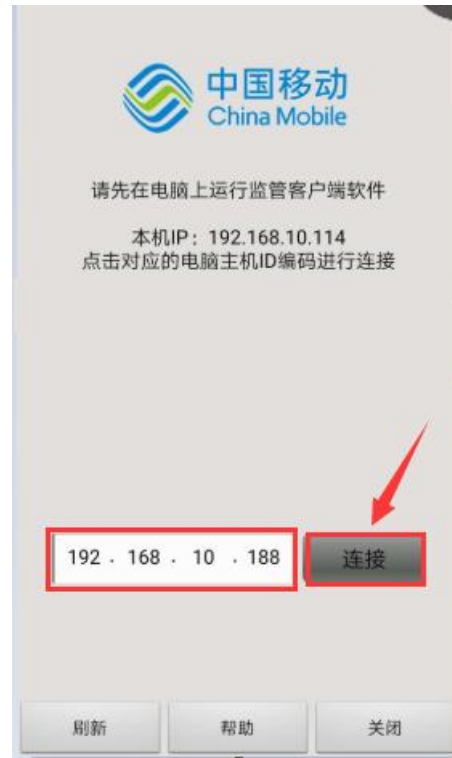 中国移动
China Mobile
请先在电脑上运行监管客户端软件
本机IP：192.168.10.114
点击对应的电脑主机ID编码进行连接
192 . 168 . 10 . 188 连接
刷新 帮助 关闭